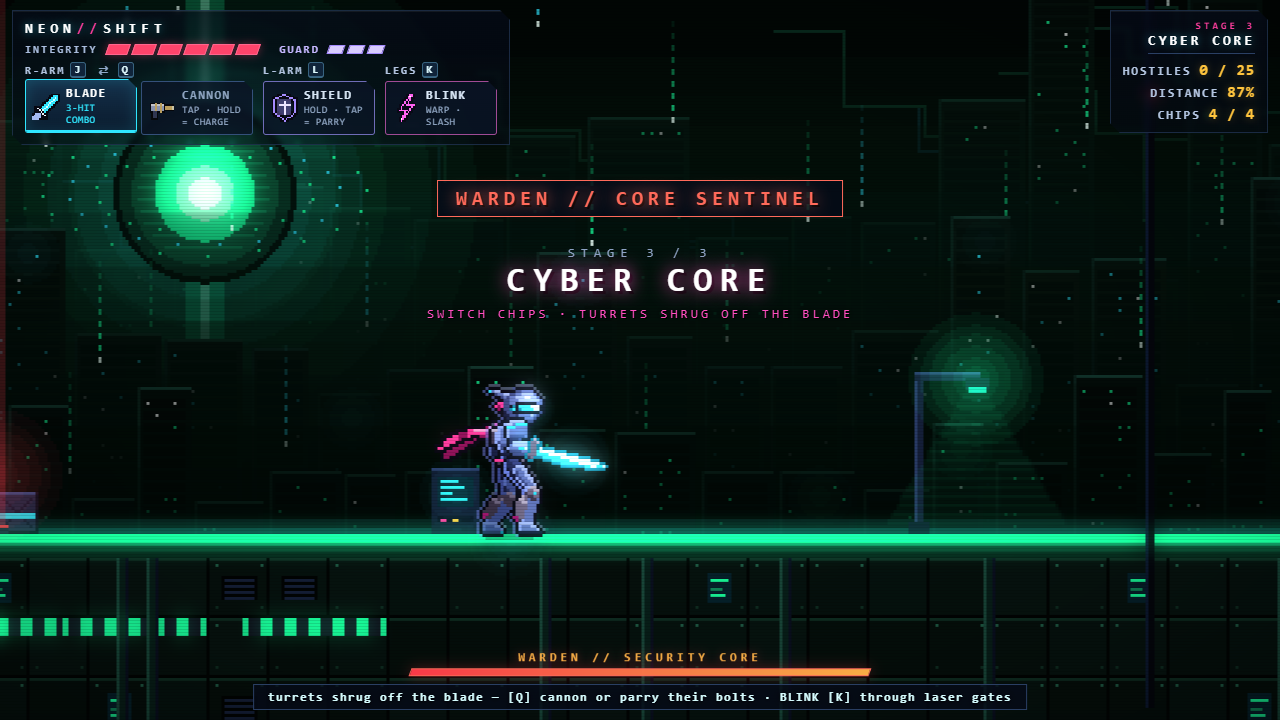 NEON//SHIFT
INTEGRITY GUARD
R-ARM J ⇄ Q L-ARM L LEGS K
BLADE
3-HIT
COMBO
CANNON
TAP · HOLD
= CHARGE
SHIELD
HOLD · TAP
= PARRY
BLINK
WARP ·
SLASH
STAGE 3
CYBER CORE
HOSTILES 0 / 25
DISTANCE 87%
CHIPS 4 / 4
WARDEN // CORE SENTINEL
STAGE 3 / 3
CYBER CORE
SWITCH CHIPS · TURRETS SHRUG OFF THE BLADE
WARDEN // SECURITY CORE
turrets shrug off the blade — [Q] cannon or parry their bolts · BLINK [K] through laser gates